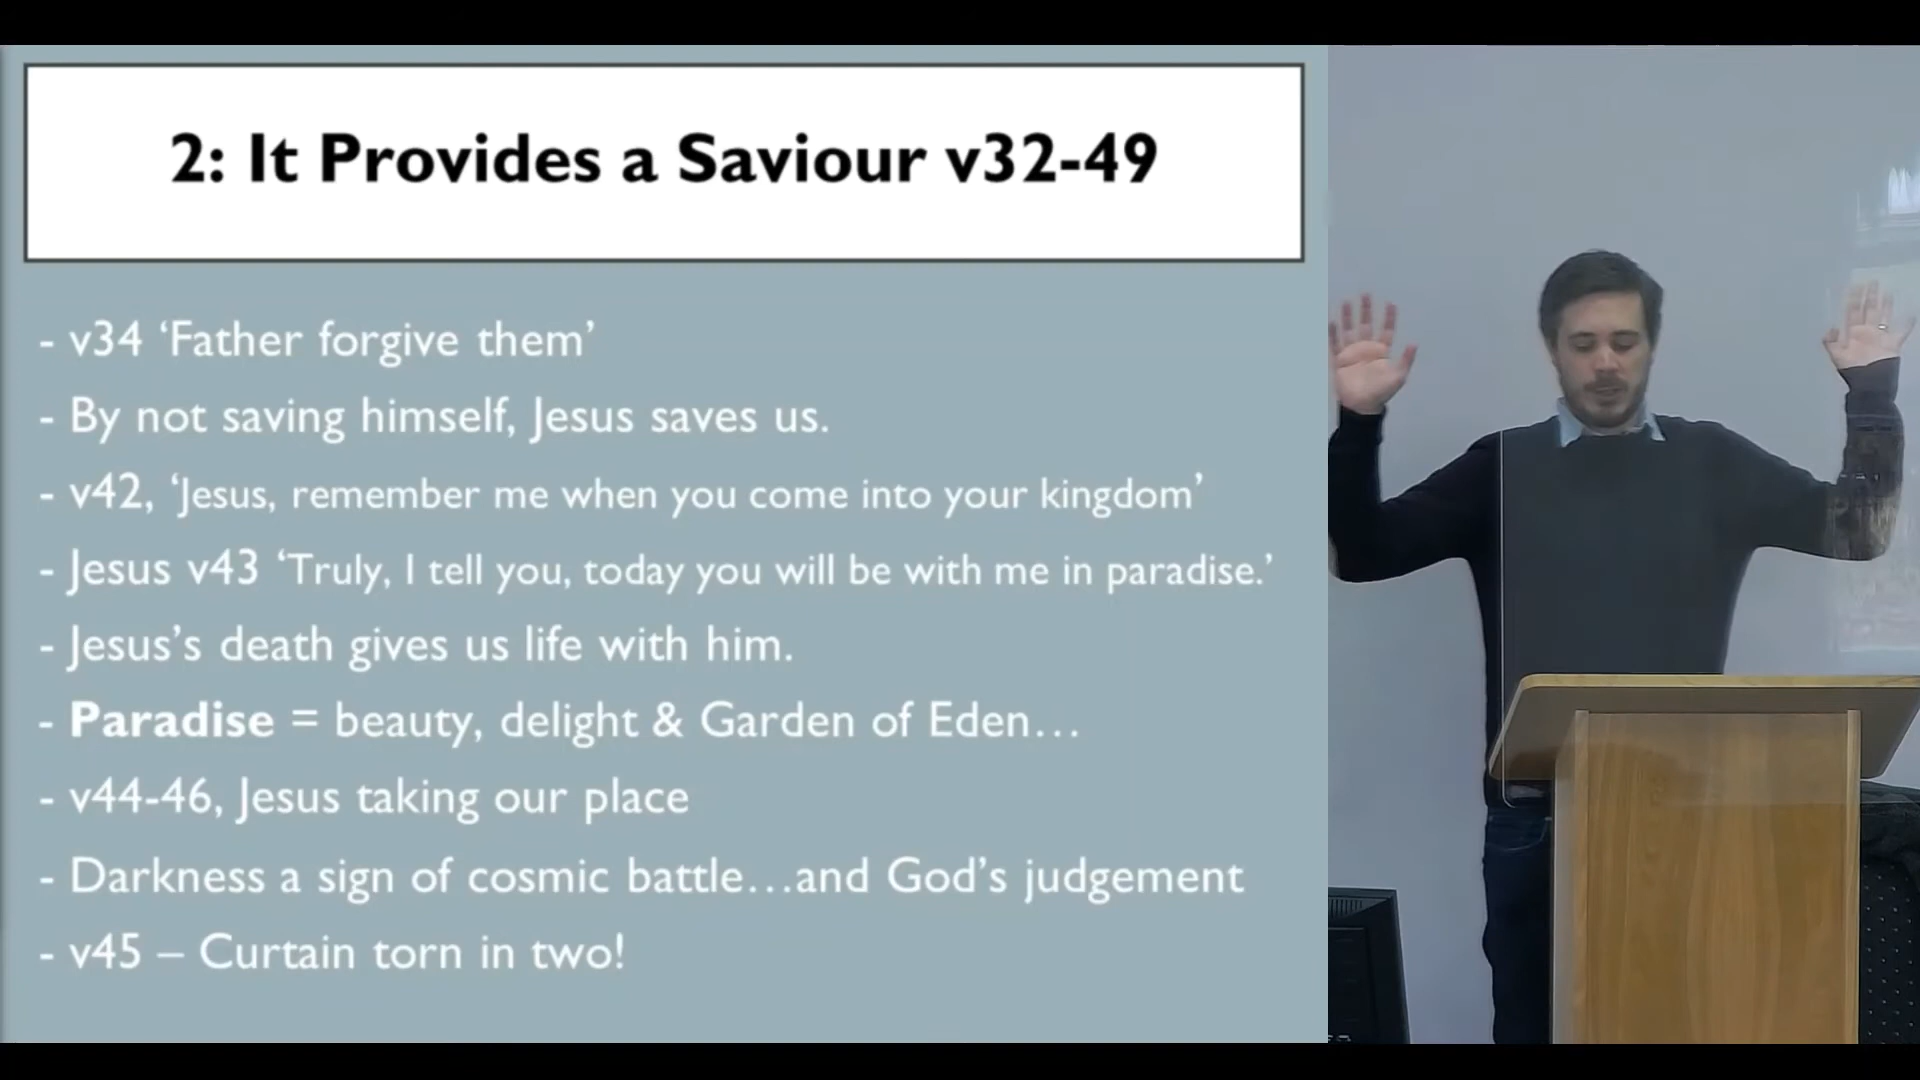 2: It Provides a Saviour v32-49
- v34 ‘Father forgive them’
- By not saving himself, Jesus saves us.
- v42, ‘Jesus, remember me when you come into your kingdom’
- Jesus v43 ‘Truly, I tell you, today you will be with me in paradise.’
- Jesus’s death gives us life with him.
- Paradise = beauty, delight & Garden of Eden…
- v44-46, Jesus taking our place
- Darkness a sign of cosmic battle…and God’s judgement
- v45 – Curtain torn in two!